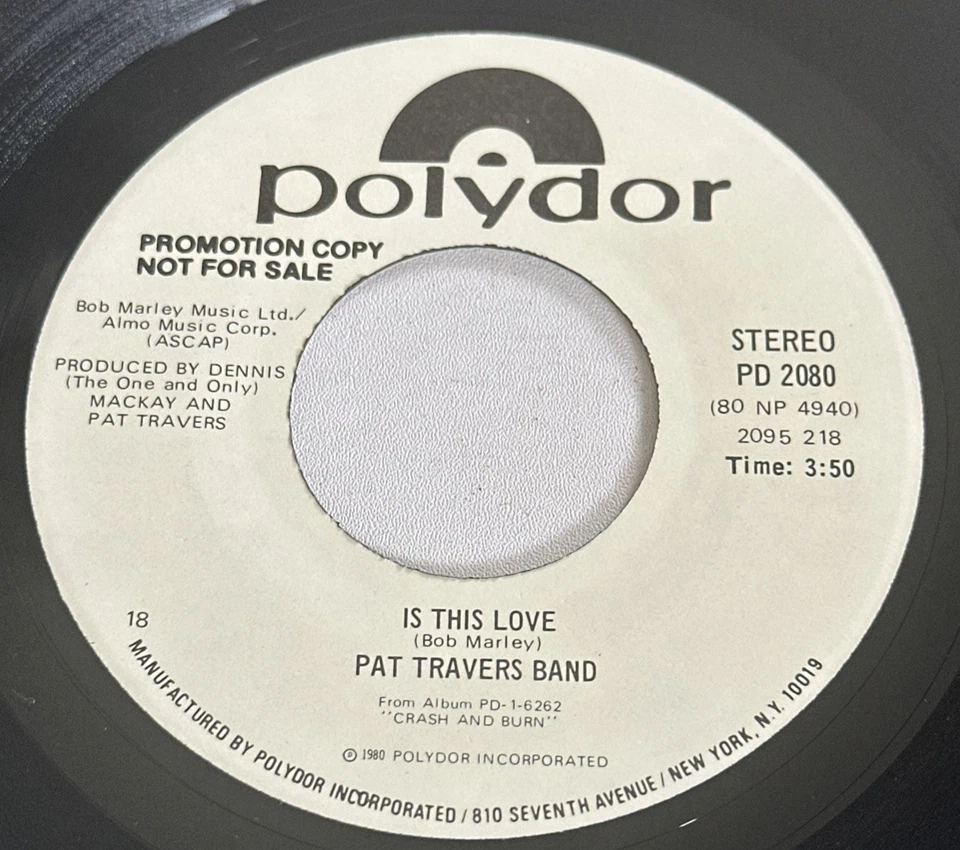 polydor
PROMOTION COPY
NOT FOR SALE
Bob Marley Music Ltd./
Almo Music Corp.
(ASCAP)
PRODUCED BY DENNIS
(The One and Only)
MACKAY AND
PAT TRAVERS
STEREO
PD 2080
(80 NP 4940)
2095 218
Time: 3:50
18
IS THIS LOVE
(Bob Marley)
PAT TRAVERS BAND
From Album PD-1-6262
"CRASH AND BURN"
℗ 1980 POLYDOR INCORPORATED
MANUFACTURED BY POLYDOR INCORPORATED / 810 SEVENTH AVENUE / NEW YORK, N.Y. 10019